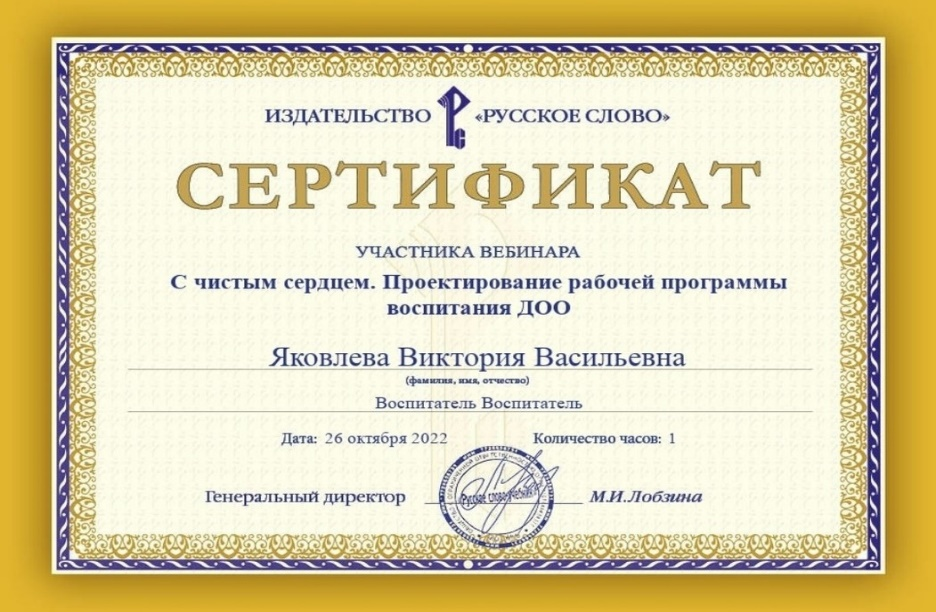 ИЗДАТЕЛЬСТВО «РУССКОЕ СЛОВО»
СЕРТИФИКАТ
УЧАСТНИКА ВЕБИНАРА
С чистым сердцем. Проектирование рабочей программы
воспитания ДОО
Яковлева Виктория Васильевна
(фамилия, имя, отчество)
Воспитатель Воспитатель
Дата: 26 октября 2022 Количество часов: 1
Генеральный директор М.И.Лобзина